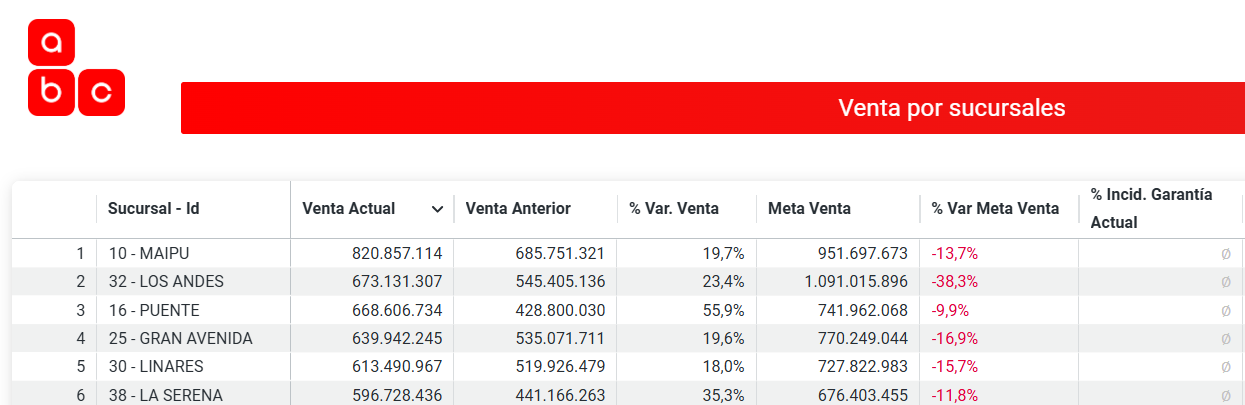 a
b c
Venta por sucursales
Sucursal - Id Venta Actual Venta Anterior % Var. Venta Meta Venta % Var Meta Venta % Incid. Garantía Actual
1 10 - MAIPU 820.857.114 685.751.321 19,7% 951.697.673 -13,7% Ø
2 32 - LOS ANDES 673.131.307 545.405.136 23,4% 1.091.015.896 -38,3% Ø
3 16 - PUENTE 668.606.734 428.800.030 55,9% 741.962.068 -9,9% Ø
4 25 - GRAN AVENIDA 639.942.245 535.071.711 19,6% 770.249.044 -16,9% Ø
5 30 - LINARES 613.490.967 519.926.479 18,0% 727.822.983 -15,7% Ø
6 38 - LA SERENA 596.728.436 441.166.263 35,3% 676.403.455 -11,8% Ø